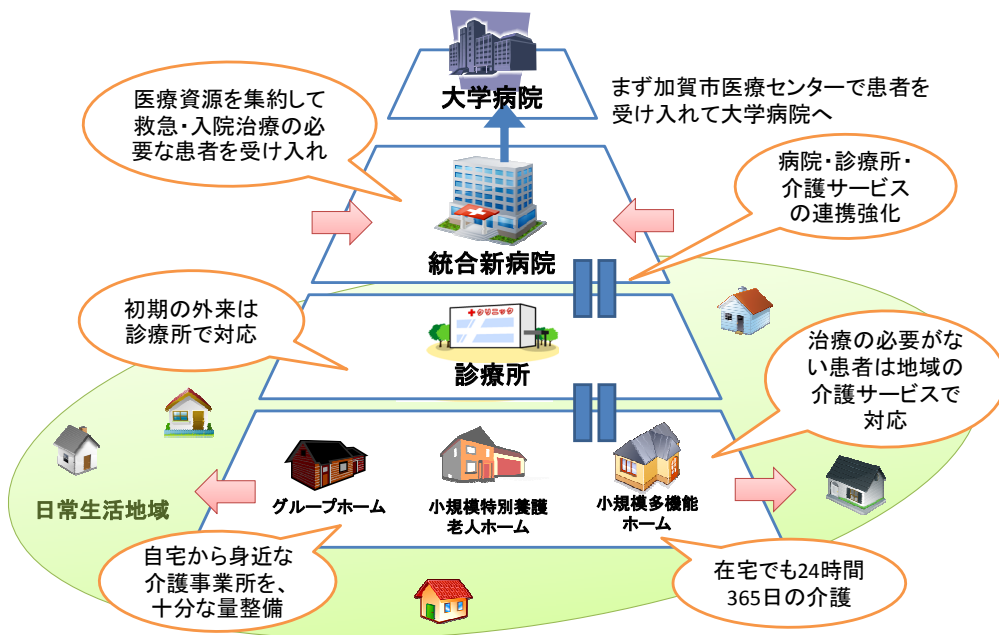 大学病院
まず加賀市医療センターで患者を
受け入れて大学病院へ
医療資源を集約して
救急・入院治療の必
要な患者を受け入れ
病院・診療所・
介護サービス
の連携強化
統合新病院
初期の外来は
診療所で対応
クリニック
診療所
治療の必要がな
い患者は地域の
介護サービスで
対応
日常生活地域
グループホーム
小規模特別養護
老人ホーム
小規模多機能
ホーム
自宅から身近な
介護事業所を、
十分な量整備
在宅でも24時間
365日の介護